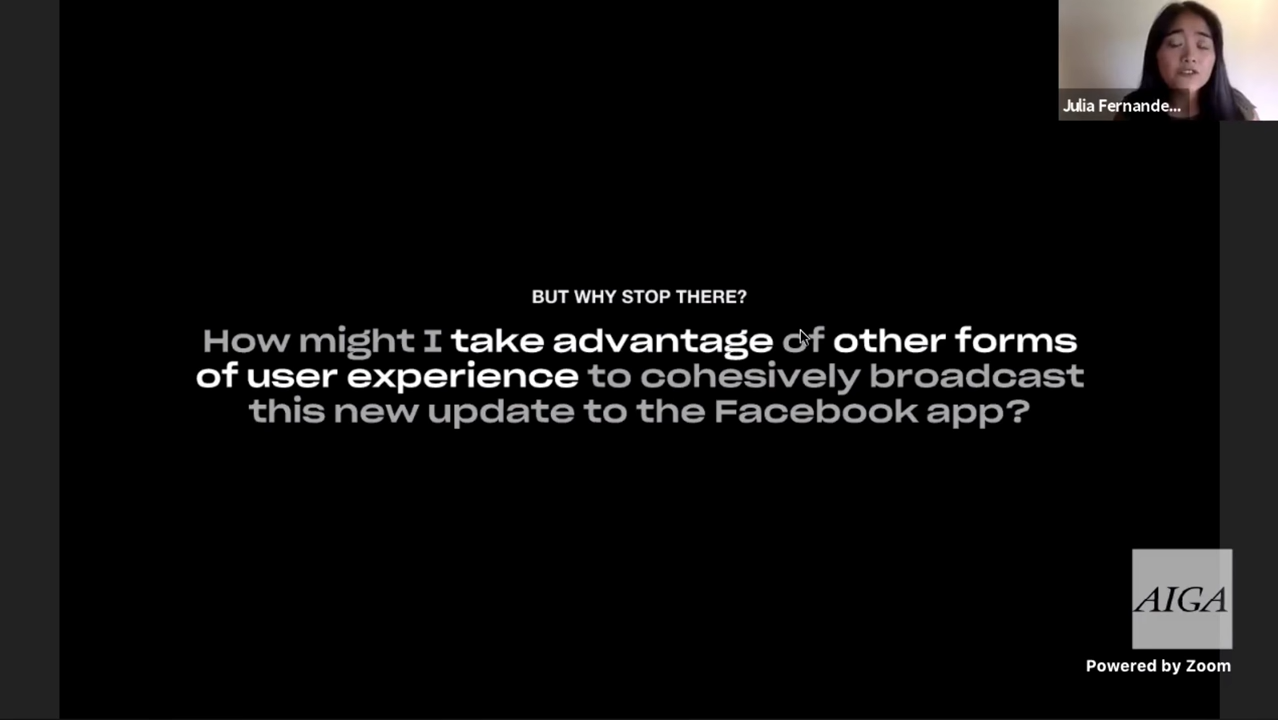 Julia Fernande...
BUT WHY STOP THERE?
How might I take advantage of other forms
of user experience to cohesively broadcast
this new update to the Facebook app?
AIGA
Powered by Zoom